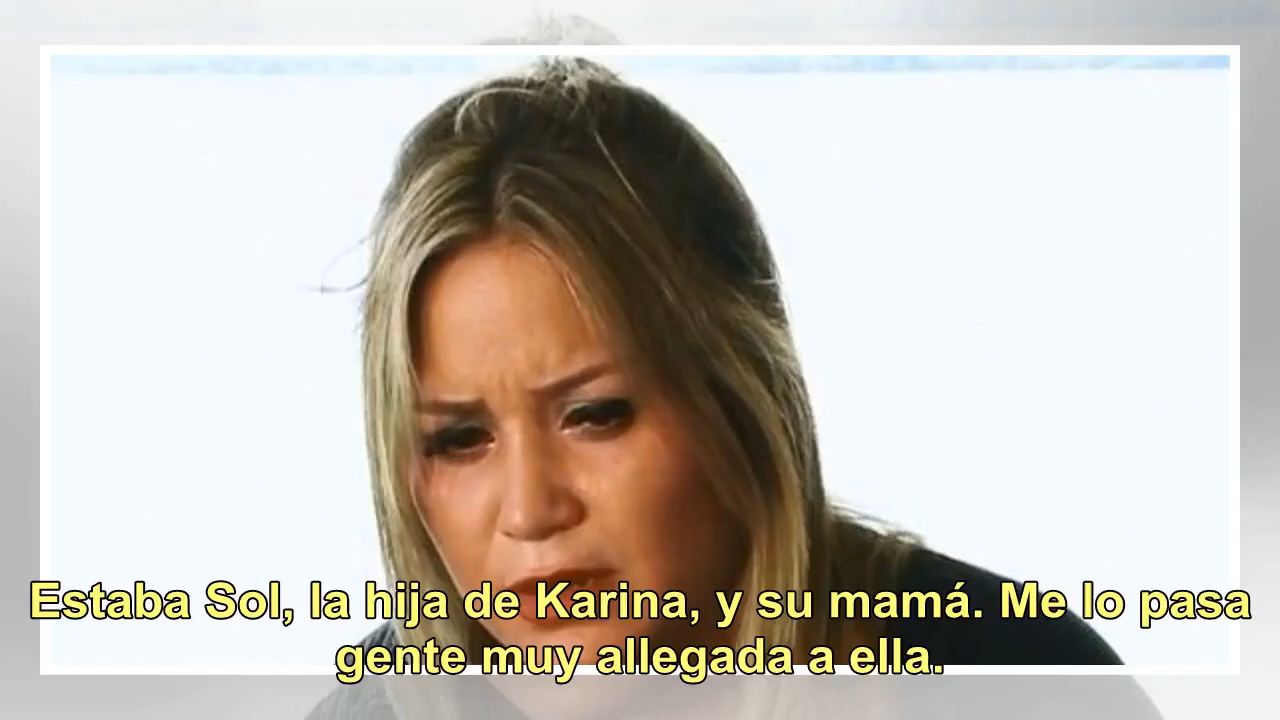 Estaba Sol, la hija de Karina, y su mamá. Me lo pasa
gente muy allegada a ella.